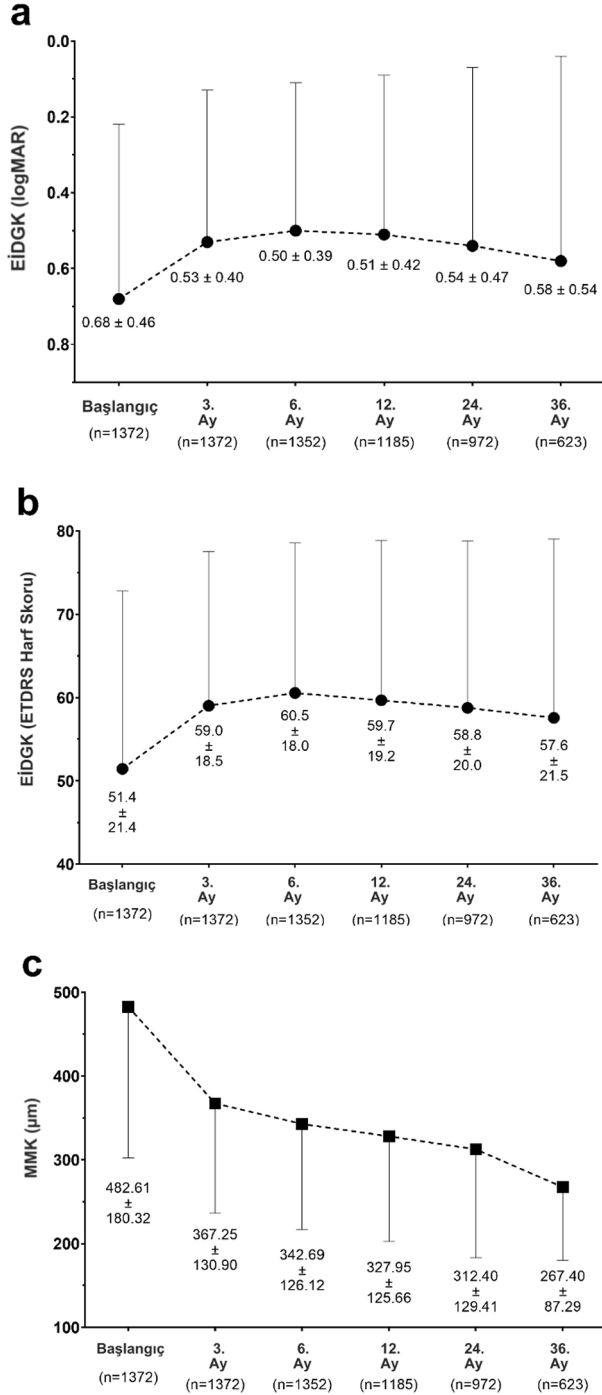 a
EİDGK (logMAR)
0.0
0.2
0.4
0.6
0.8
0.68 ± 0.46
0.53 ± 0.40
0.50 ± 0.39
0.51 ± 0.42
0.54 ± 0.47
0.58 ± 0.54
Başlangıç
(n=1372)
3.
Ay
(n=1372)
6.
Ay
(n=1352)
12.
Ay
(n=1185)
24.
Ay
(n=972)
36.
Ay
(n=623)
b
EİDGK (ETDRS Harf Skoru)
80
70
60
50
40
51.4
±
21.4
59.0
±
18.5
60.5
±
18.0
59.7
±
19.2
58.8
±
20.0
57.6
±
21.5
Başlangıç
(n=1372)
3.
Ay
(n=1372)
6.
Ay
(n=1352)
12.
Ay
(n=1185)
24.
Ay
(n=972)
36.
Ay
(n=623)
c
MMK (µm)
500
400
300
200
100
482.61
±
180.32
367.25
±
130.90
342.69
±
126.12
327.95
±
125.66
312.40
±
129.41
267.40
±
87.29
Başlangıç
(n=1372)
3.
Ay
(n=1372)
6.
Ay
(n=1352)
12.
Ay
(n=1185)
24.
Ay
(n=972)
36.
Ay
(n=623)